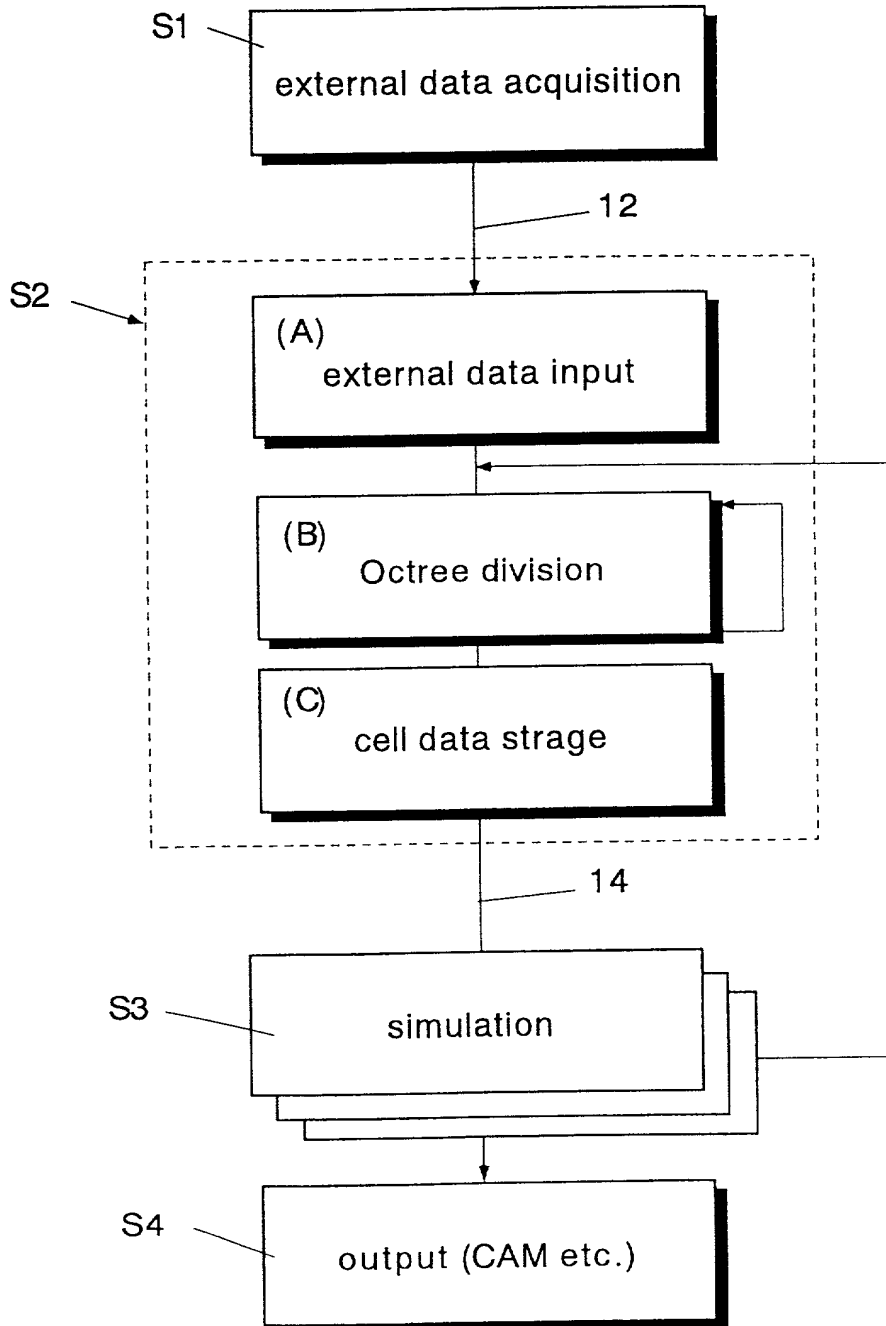 S1
external data acquisition
12
S2
(A)
external data input
(B)
Octree division
(C)
cell data strage
14
S3
simulation
S4
output (CAM etc.)